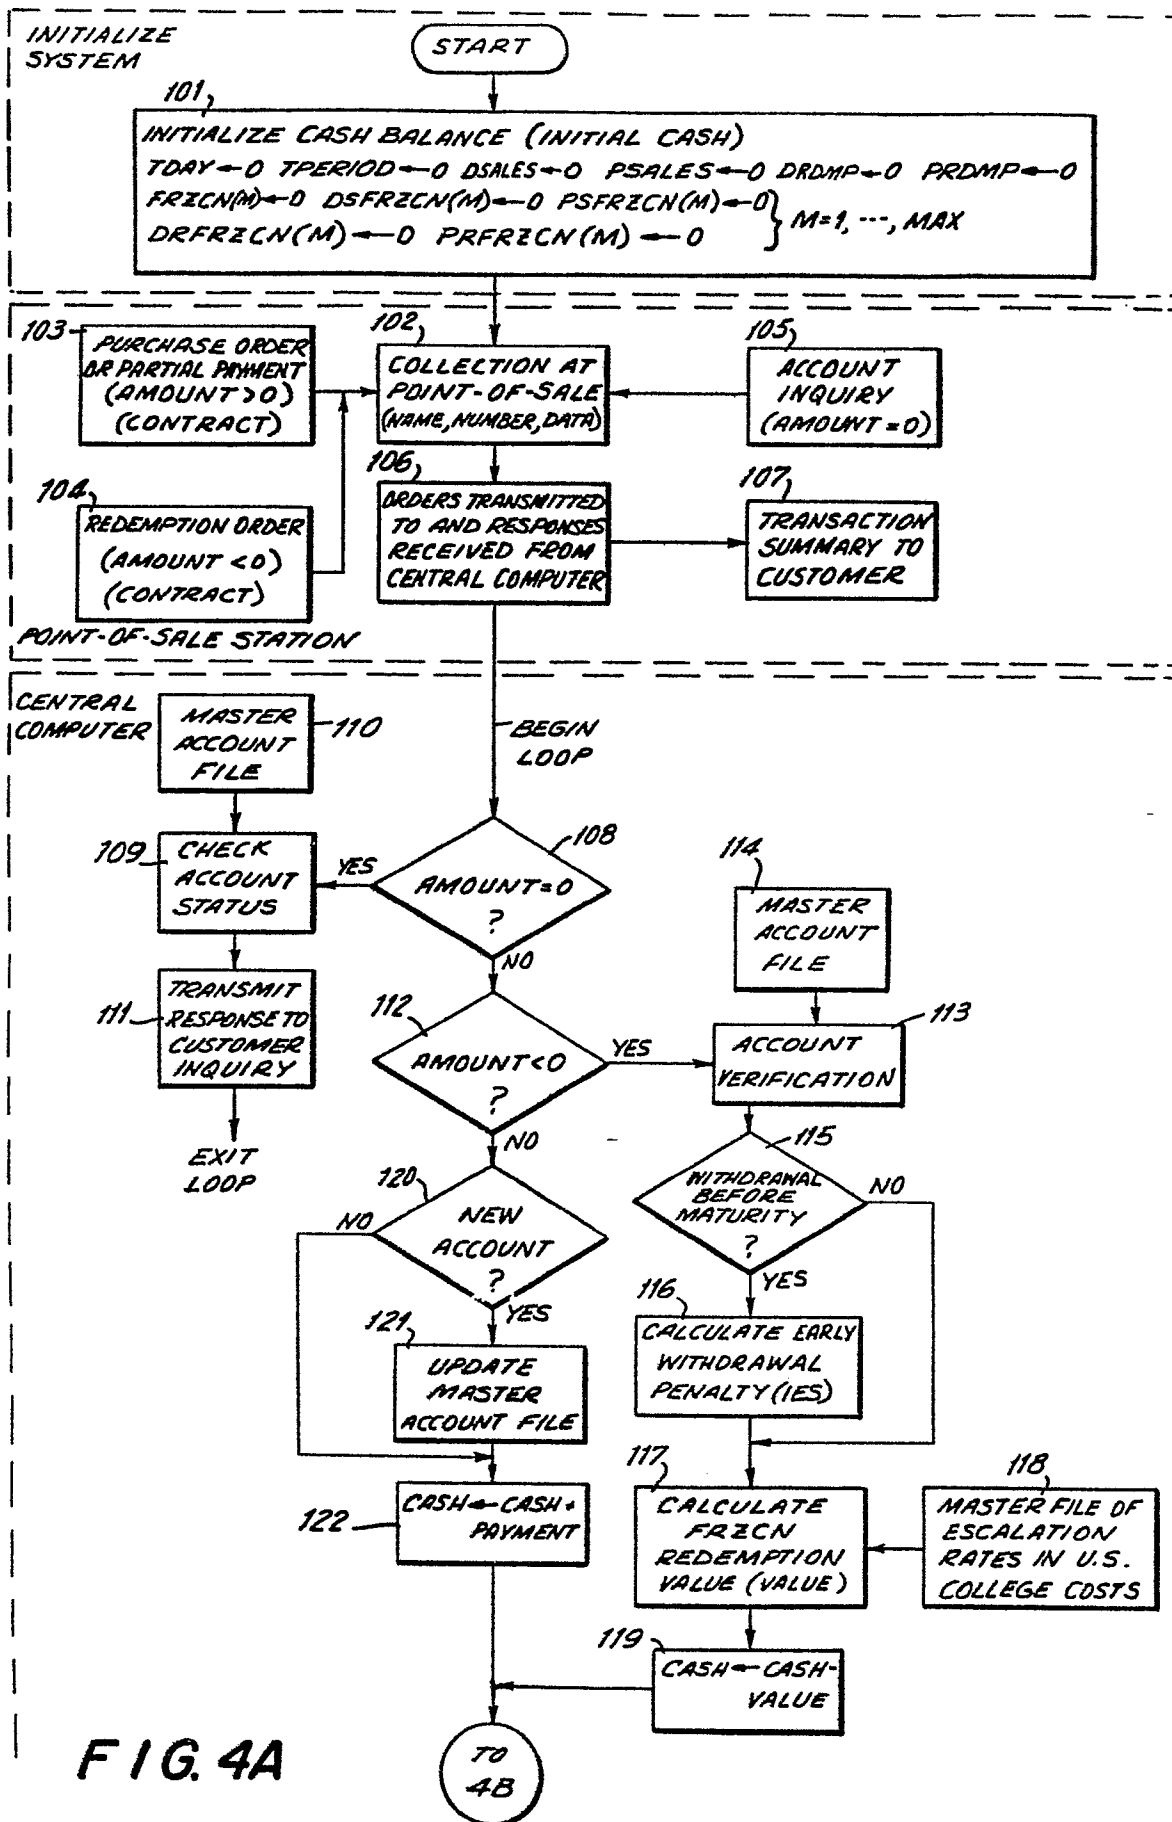 INITIALIZE
SYSTEM
START
101
INITIALIZE CASH BALANCE (INITIAL CASH)
TDAY←0 TPERIOD←0 DSALES←0 PSALES←0 DRDMP←0 PRDMP←0
FRZCN(M)←0 DSFRZCN(M)←0 PSFRZCN(M)←0
DRFRZCN(M)←0 PRFRZCN(M)←0
} M=1, ---, MAX
103
PURCHASE ORDER
OR PARTIAL PAYMENT
(AMOUNT>0)
(CONTRACT)
102
COLLECTION AT
POINT-OF-SALE
(NAME,NUMBER,DATA)
105
ACCOUNT
INQUIRY
(AMOUNT=0)
104
REDEMPTION ORDER
(AMOUNT<0)
(CONTRACT)
106
ORDERS TRANSMITTED
TO AND RESPONSES
RECEIVED FROM
CENTRAL COMPUTER
107
TRANSACTION
SUMMARY TO
CUSTOMER
POINT-OF-SALE STATION
CENTRAL
COMPUTER
MASTER
ACCOUNT
FILE
110
BEGIN
LOOP
109
CHECK
ACCOUNT
STATUS
YES
108
AMOUNT=0
?
NO
114
MASTER
ACCOUNT
FILE
111
TRANSMIT
RESPONSE TO
CUSTOMER
INQUIRY
EXIT
LOOP
112
AMOUNT<0
?
YES
NO
113
ACCOUNT
VERIFICATION
115
WITHDRAWAL
BEFORE
MATURITY
?
NO
YES
120
NEW
ACCOUNT
?
NO
YES
116
CALCULATE EARLY
WITHDRAWAL
PENALTY(IES)
121
UPDATE
MASTER
ACCOUNT FILE
122
CASH←CASH+
PAYMENT
117
CALCULATE
FRZCN
REDEMPTION
VALUE (VALUE)
118
MASTER FILE OF
ESCALATION
RATES IN U.S.
COLLEGE COSTS
119
CASH←CASH-
VALUE
TO
4B
FIG. 4A